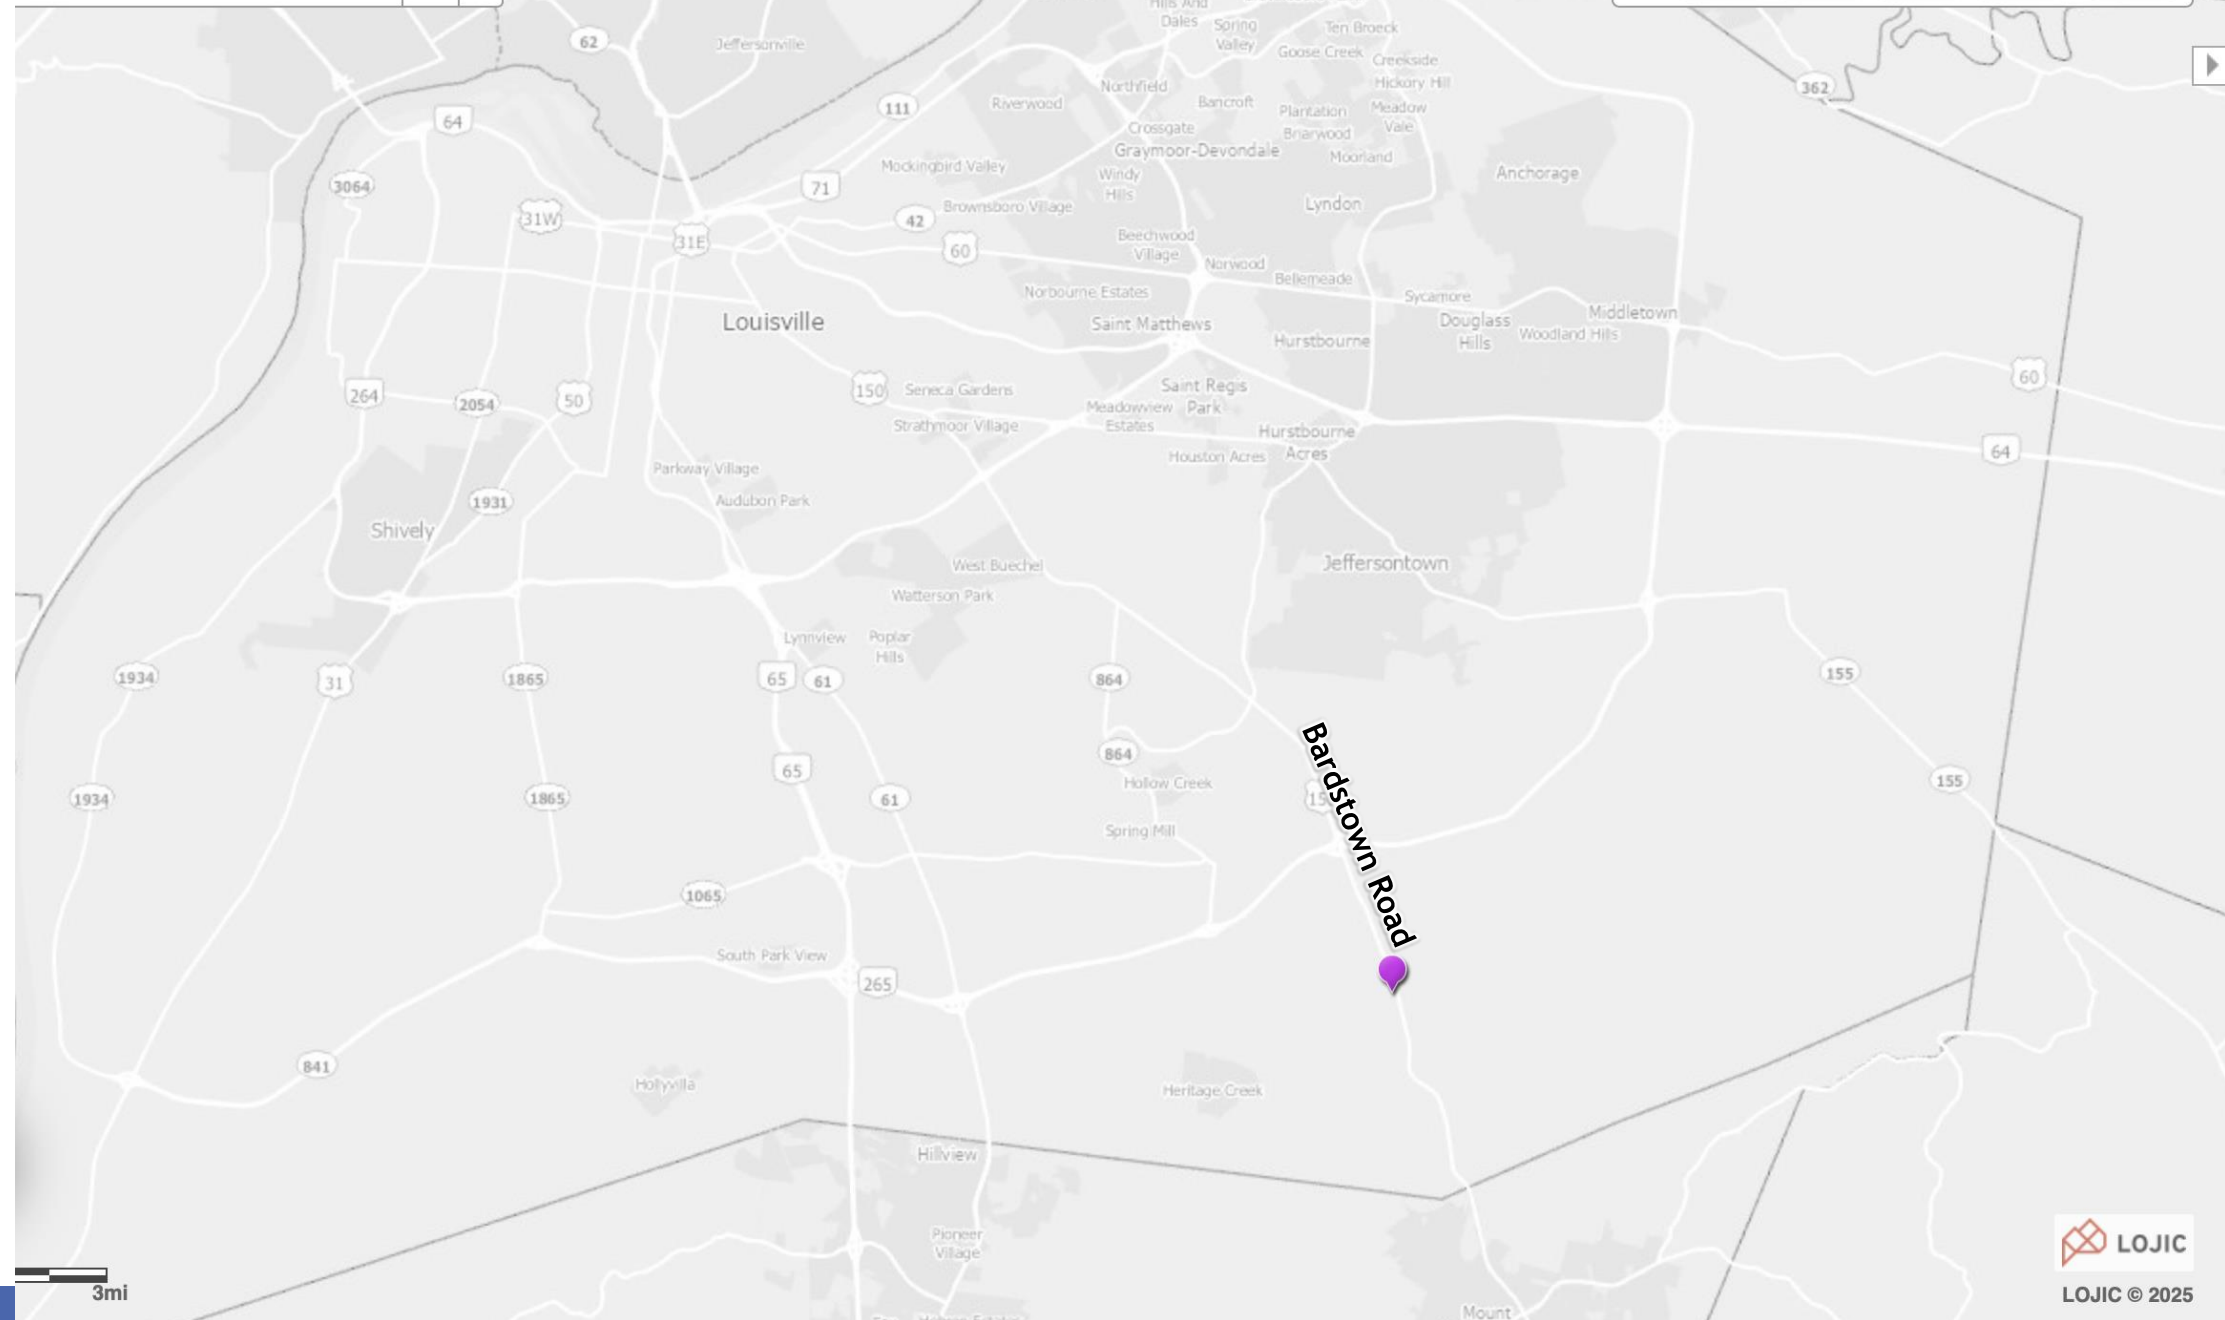 Hills And
Dales
Spring
Valley
Ten Broeck
Goose Creek
Creekside
Hickory Hill
62
Jeffersonville
362
Northfield
Riverwood
Bancroft
Plantation
Meadow
Vale
111
64
Crossgate
Briarwood
Graymoor-Devondale
Moorland
Mockingbird Valley
Windy
Hills
Anchorage
3064
71
31W
42
Brownsboro Village
Lyndon
31E
60
Beechwood
Village
Norwood
Bellemeade
Norbourne Estates
Sycamore
Louisville
Saint Matthews
Hurstbourne
Douglass
Hills
Middletown
Woodland Hills
60
264
2054
50
150
Seneca Gardens
Saint Regis
Park
Meadowview
Estates
Strathmoor Village
Hurstbourne
Acres
Houston Acres
64
Parkway Village
Audubon Park
1931
Shively
West Buechel
Jeffersontown
Watterson Park
Lynnview
Poplar
Hills
1934
31
1865
65
61
864
155
Bardstown Road
864
65
Hollow Creek
155
1934
1865
61
15
Spring Mill
1065
South Park View
265
841
Hollyvilla
Heritage Creek
Hillview
Pioneer
Village
LOJIC
3mi
LOJIC © 2025
Mount